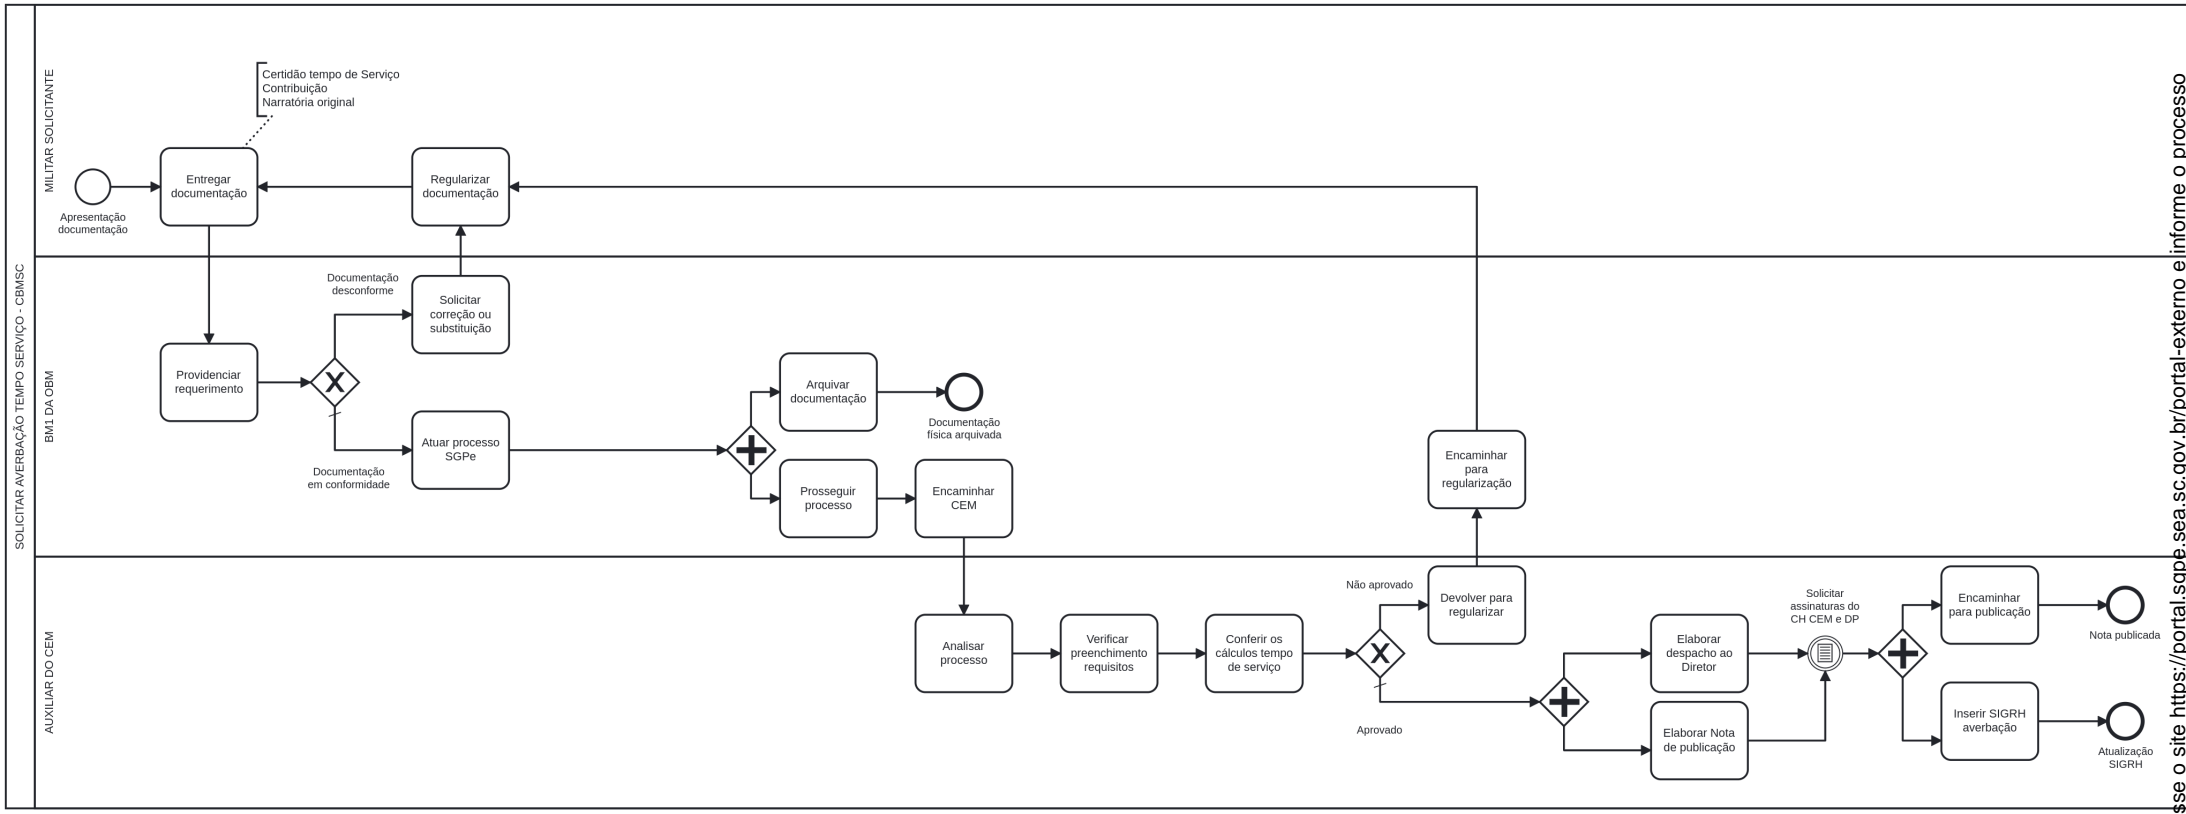 SOLICITAR AVERBAÇÃO TEMPO SERVIÇO - CBMSC
MILITAR SOLICITANTE
Certidão tempo de Serviço
Contribuição
Narratória original
Apresentação
documentação
Entregar
documentação
Regularizar
documentação
BM1 DA OBM
Providenciar
requerimento
Documentação
desconforme
Solicitar
correção ou
substituição
Documentação
em conformidade
Atuar processo
SGPe
Arquivar
documentação
Documentação
física arquivada
Prosseguir
processo
Encaminhar
CEM
Encaminhar
para
regularização
AUXILIAR DO CEM
Analisar
processo
Verificar
preenchimento
requisitos
Conferir os
cálculos tempo
de serviço
Não aprovado
Devolver para
regularizar
Aprovado
Elaborar
despacho ao
Diretor
Elaborar Nota
de publicação
Solicitar
assinaturas do
CH CEM e DP
Encaminhar
para publicação
Nota publicada
Inserir SIGRH
averbação
Atualização
SIGRH
sse o site https://portal.sgpe.sea.sc.gov.br/portal-externo e informe o processo